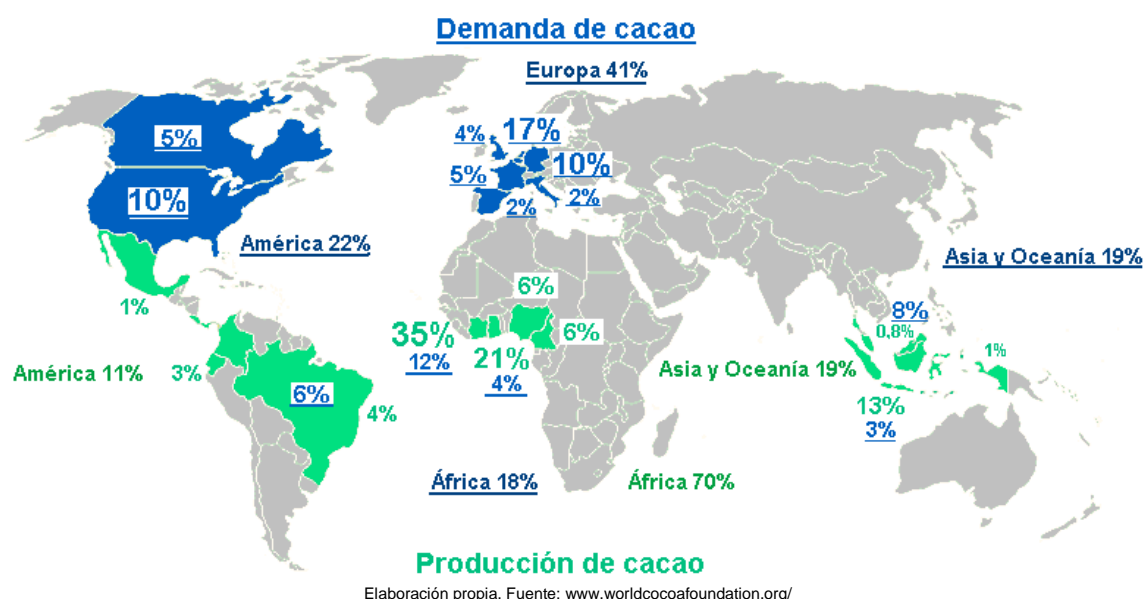 Demanda de cacao
Europa 41%
4% 17%
5%
5% 10%
10%
2% 2%
América 22%
Asia y Oceanía 19%
6%
1%
8%
35% 6%
0,8%
12% 21%
1%
América 11% 3%
4%
Asia y Oceanía 19%
6%
4%
13%
3%
África 18% África 70%
Producción de cacao
Elaboración propia. Fuente: www.worldcocoafoundation.org/